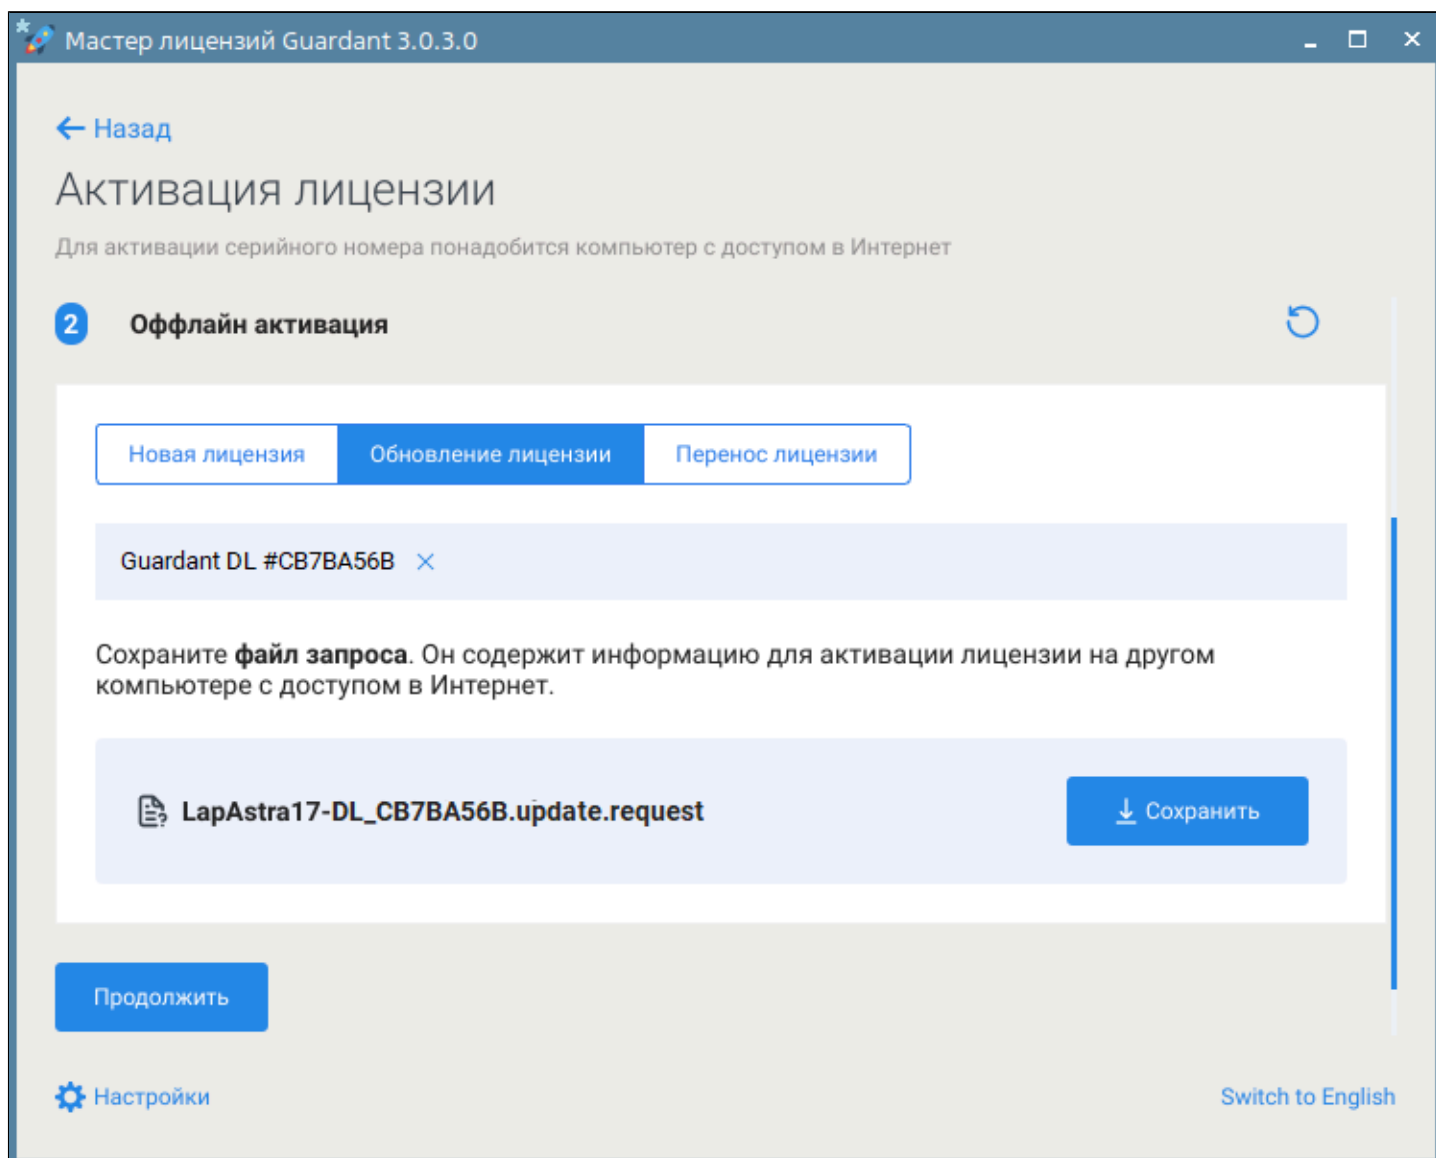 Мастер лицензий Guardant 3.0.3.0
Назад
Активация лицензии
Для активации серийного номера понадобится компьютер с доступом в Интернет
2 Оффлайн активация
Новая лицензия Обновление лицензии Перенос лицензии
Guardant DL #CB7BA56B
Сохраните файл запроса. Он содержит информацию для активации лицензии на другом
компьютере с доступом в Интернет.
LapAstra17-DL_CB7BA56B.update.request Сохранить
Продолжить
Настройки Switch to English